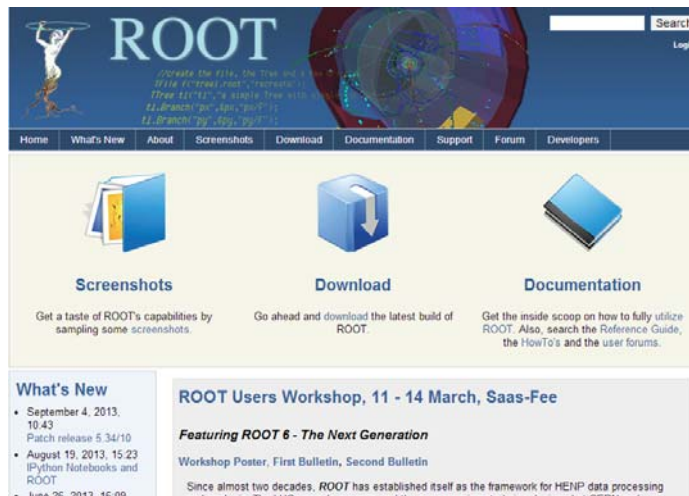 ROOT
Search
Log
//create the file, the Tree and a few
TFile f("tree1.root","recreate");
TTree t1("t1","a simple Tree with
t1.Branch("px",&px,"px/F");
t1.Branch("py",&py,"py/F");
Home What's New About Screenshots Download Documentation Support Forum Developers
Screenshots
Get a taste of ROOT's capabilities by
sampling some screenshots.
Download
Go ahead and download the latest build of
ROOT.
Documentation
Get the inside scoop on how to fully utilize
ROOT. Also, search the Reference Guide,
the HowTo's and the user forums.
What's New
• September 4, 2013,
10:43
Patch release 5.34/10
• August 19, 2013, 15:23
IPython Notebooks and
ROOT
ROOT Users Workshop, 11 - 14 March, Saas-Fee
Featuring ROOT 6 - The Next Generation
Workshop Poster, First Bulletin, Second Bulletin
Since almost two decades, ROOT has established itself as the framework for HENP data processing